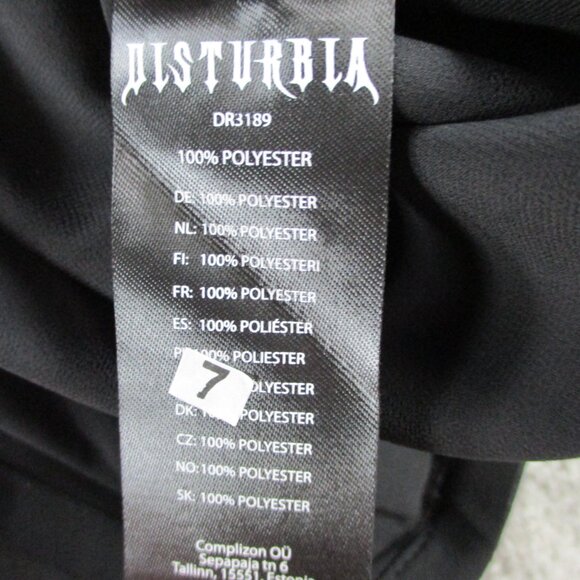 DISTURBIA
DR3189
100% POLYESTER
DE: 100% POLYESTER
NL: 100% POLYESTER
FI: 100% POLYESTERI
FR: 100% POLYESTER
ES: 100% POLIÉSTER
POLIESTER
7
DK: POLYESTER
CZ: 100% POLYESTER
NO: 100% POLYESTER
SK: 100% POLYESTER
Complizon OÜ
Sepapaja tn 6
Tallinn, 15551, Estonia